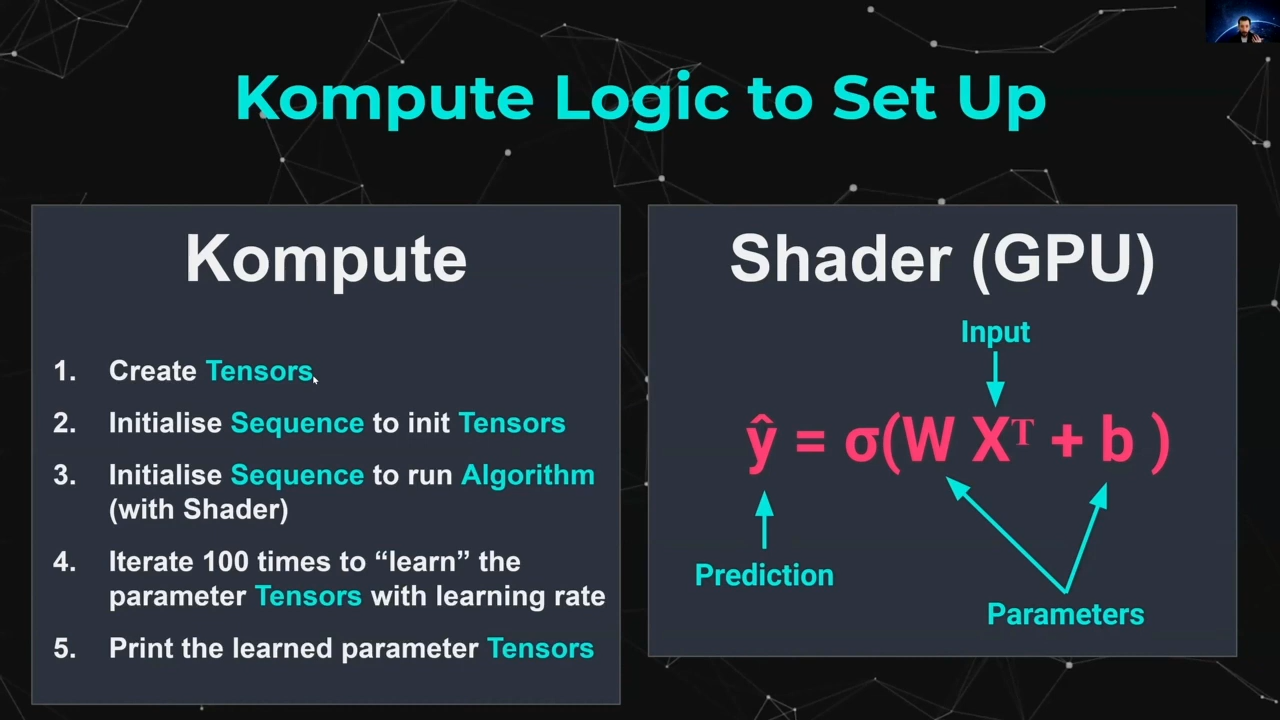 Kompute Logic to Set Up
Kompute
1. Create Tensors
2. Initialise Sequence to init Tensors
3. Initialise Sequence to run Algorithm
(with Shader)
4. Iterate 100 times to “learn” the
parameter Tensors with learning rate
5. Print the learned parameter Tensors
Shader (GPU)
Input
ŷ = σ(W Xᵀ + b )
Prediction
Parameters